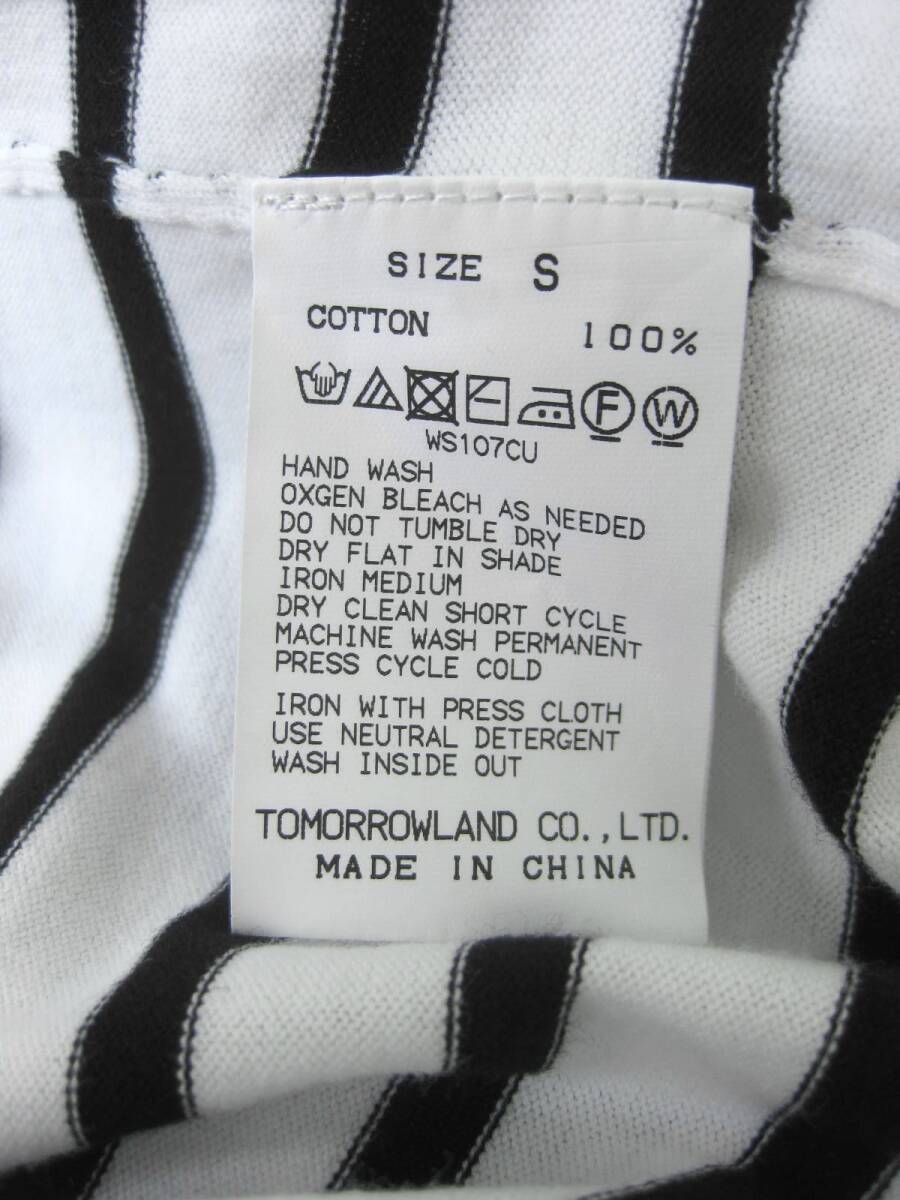 SIZE S
COTTON 100%
F W
WS107CU
HAND WASH
OXGEN BLEACH AS NEEDED
DO NOT TUMBLE DRY
DRY FLAT IN SHADE
IRON MEDIUM
DRY CLEAN SHORT CYCLE
MACHINE WASH PERMANENT
PRESS CYCLE COLD
IRON WITH PRESS CLOTH
USE NEUTRAL DETERGENT
WASH INSIDE OUT
TOMORROWLAND CO.,LTD.
MADE IN CHINA